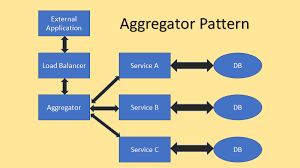 External
Application
Aggregator Pattern
Load Balancer
Service A
DB
Aggregator
Service B
DB
Service C
DB